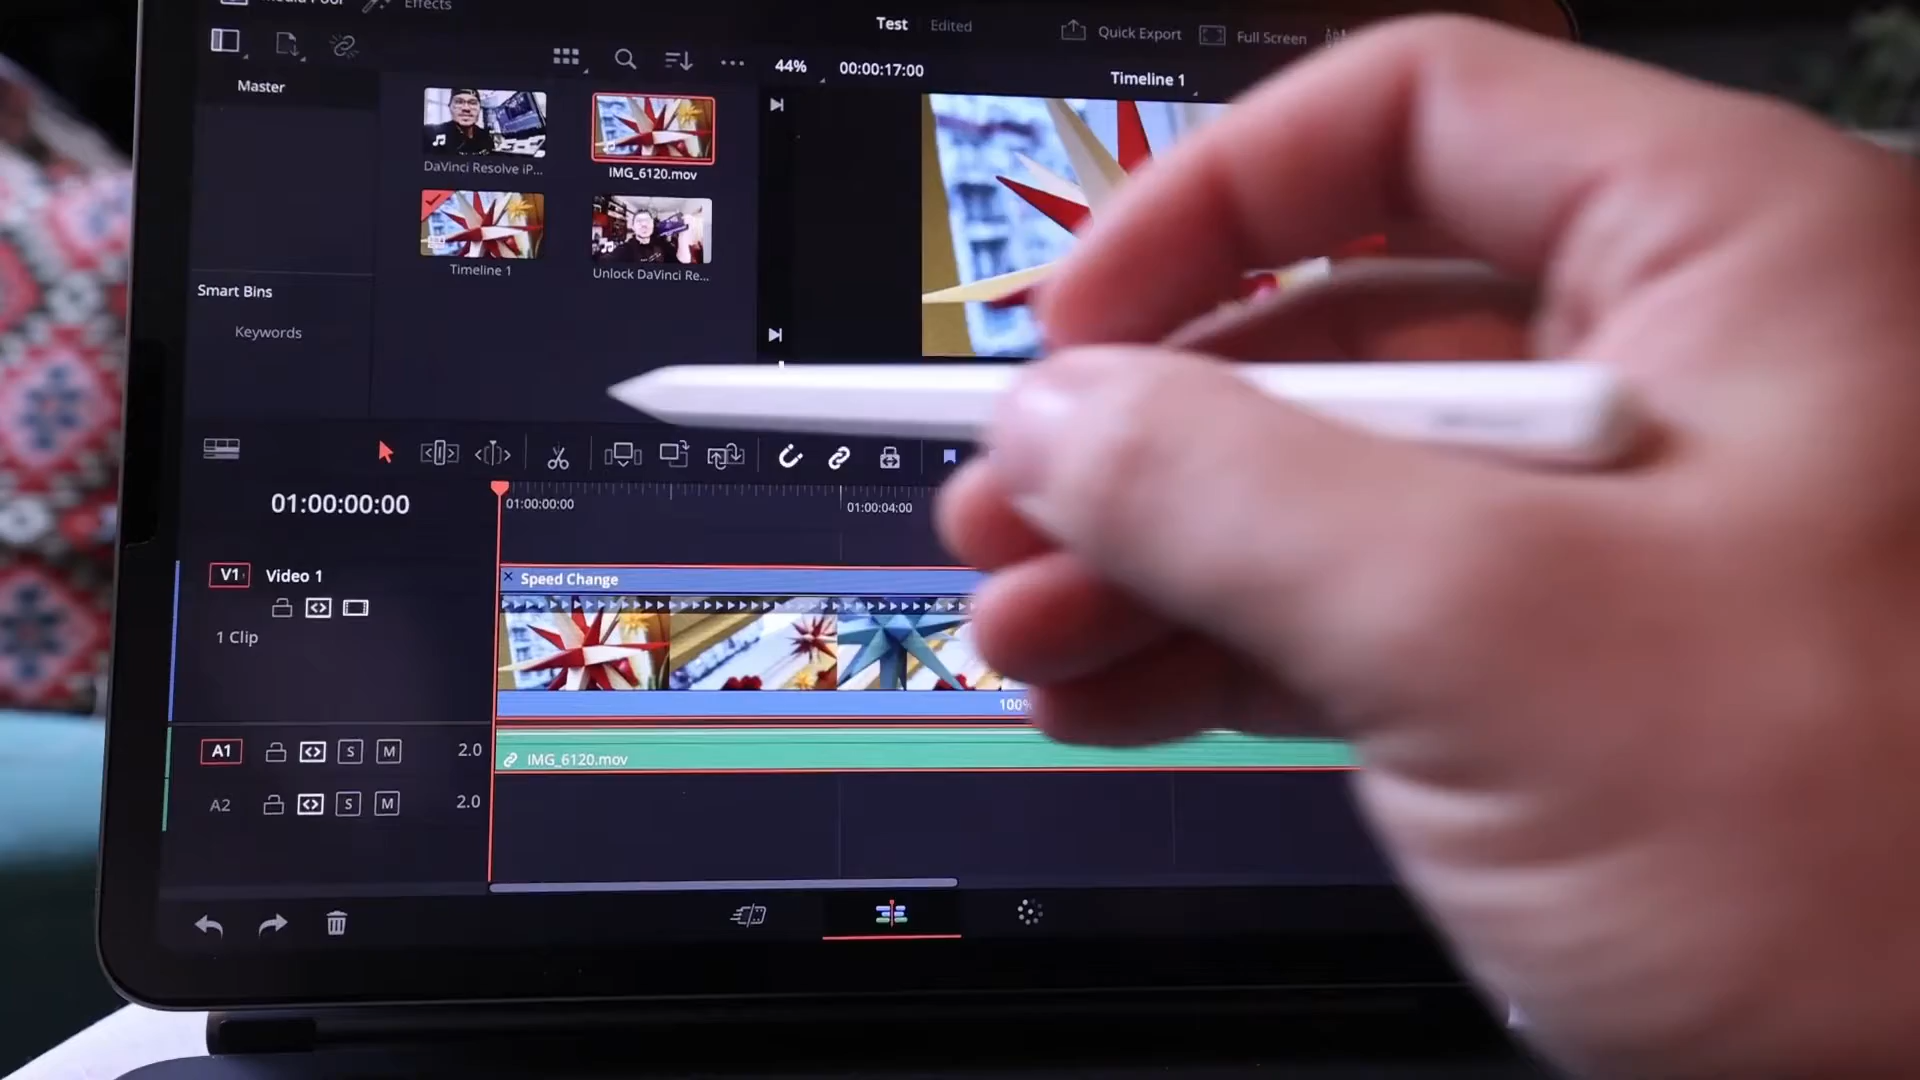 Effects
Test
Edited
Quick Export
Full Screen
Master
44%
00:00:17:00
Timeline 1
DaVinci Resolve iP...
IMG_6120.mov
Timeline 1
Unlock DaVinci Re...
Smart Bins
Keywords
01:00:00:00
01:00:00:00
01:00:04:00
V1
Video 1
Speed Change
1 Clip
100%
A1
S
M
2.0
IMG_6120.mov
A2
S
M
2.0